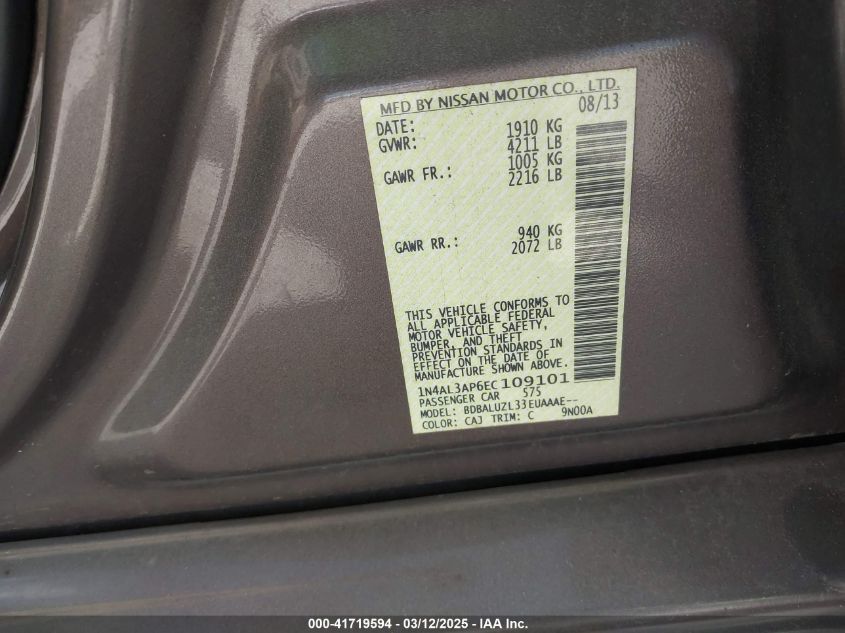 MFD BY NISSAN MOTOR CO., LTD.
DATE: 08/13
GVWR: 1910 KG
4211 LB
GAWR FR.: 1005 KG
2216 LB
GAWR RR.: 940 KG
2072 LB
THIS VEHICLE CONFORMS TO
ALL APPLICABLE FEDERAL
MOTOR VEHICLE SAFETY,
BUMPER, AND THEFT
PREVENTION STANDARDS IN
EFFECT ON THE DATE OF
MANUFACTURE SHOWN ABOVE.
1N4AL3AP6EC109101
PASSENGER CAR 575
MODEL: BDBALUZL33EUAAAE--
COLOR: CAJ TRIM: C 9N00A
000-41719594 - 03/12/2025 - IAA Inc.